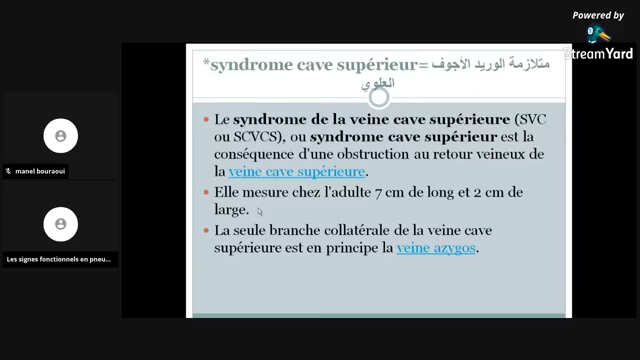 Powered by
StreamYard
*syndrome cave supérieur= متلازمة الوريد الاجوف
العلوي
Le syndrome de la veine cave supérieure (SVC
ou SCVCS), ou syndrome cave supérieur est la
conséquence d'une obstruction au retour veineux de
la veine cave supérieure.
Elle mesure chez l'adulte 7 cm de long et 2 cm de
large.
La seule branche collatérale de la veine cave
supérieure est en principe la veine azygos.
manel bouraoui
Les signes fonctionnels en pneu...